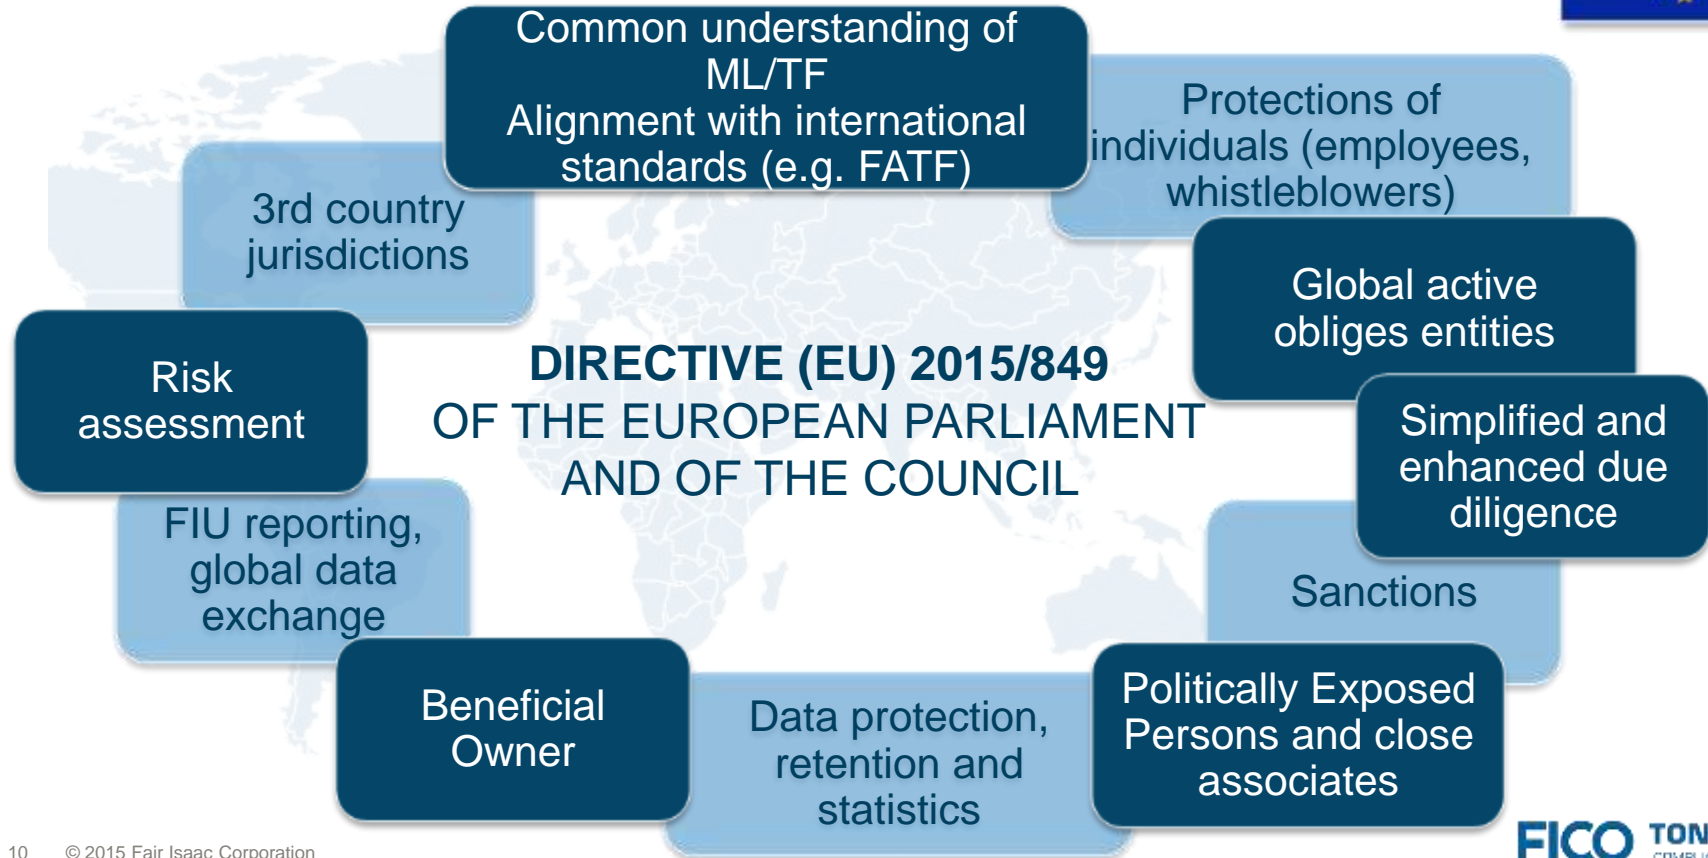 Common understanding of
ML/TF
Alignment with international
standards (e.g. FATF)
Protections of
individuals (employees,
whistleblowers)
3rd country
jurisdictions
Global active
obliges entities
Risk
assessment
DIRECTIVE (EU) 2015/849
OF THE EUROPEAN PARLIAMENT
AND OF THE COUNCIL
Simplified and
enhanced due
diligence
FIU reporting,
global data
exchange
Sanctions
Beneficial
Owner
Data protection,
retention and
statistics
Politically Exposed
Persons and close
associates
10 © 2015 Fair Isaac Corporation
FICO